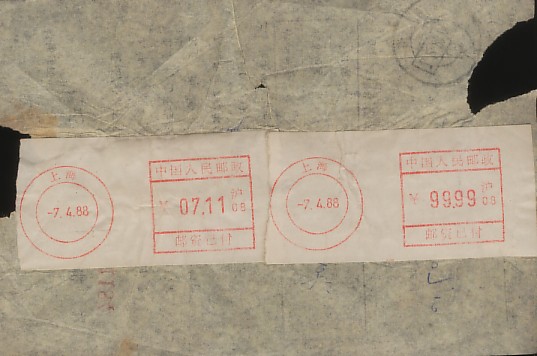 上海
-7.4.88
中国人民邮政
¥ 07.11 沪 08
邮资已付
上海
-7.4.88
中国人民邮政
¥ 99.99 沪 08
邮资已付